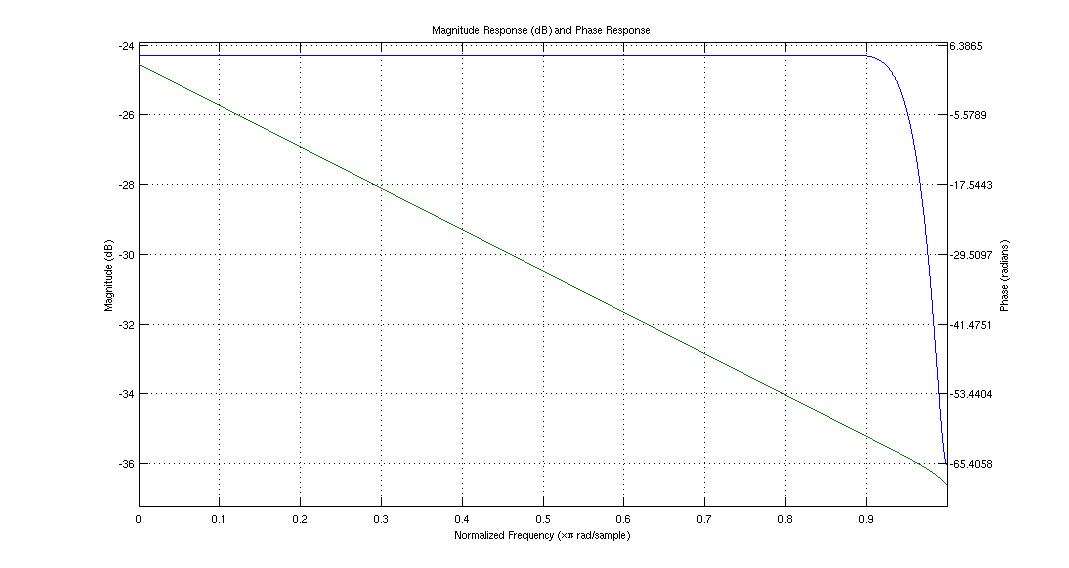 Magnitude Response (dB) and Phase Response
-24
-26
-28
-30
-32
-34
-36
Magnitude (dB)
6.3865
-5.5789
-17.5443
-29.5097
-41.4751
-53.4404
-65.4058
Phase (radians)
0 0.1 0.2 0.3 0.4 0.5 0.6 0.7 0.8 0.9
Normalized Frequency (×π rad/sample)